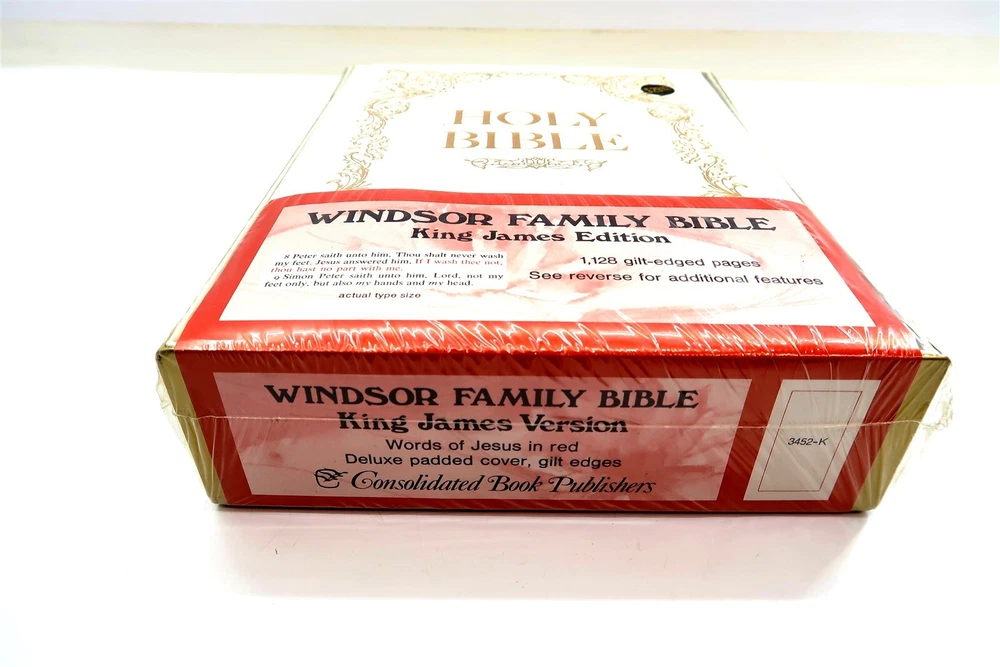 HOLY
BIBLE
WINDSOR FAMILY BIBLE
King James Edition
8 Peter saith unto him, Thou shalt never wash
my feet. Jesus answered him, If I wash thee not,
thou hast no part with me.
9 Simon Peter saith unto him, Lord, not my
feet only, but also my hands and my head.
actual type size
1,128 gilt-edged pages
See reverse for additional features
WINDSOR FAMILY BIBLE
King James Version
Words of Jesus in red
Deluxe padded cover, gilt edges
Consolidated Book Publishers
3452-K